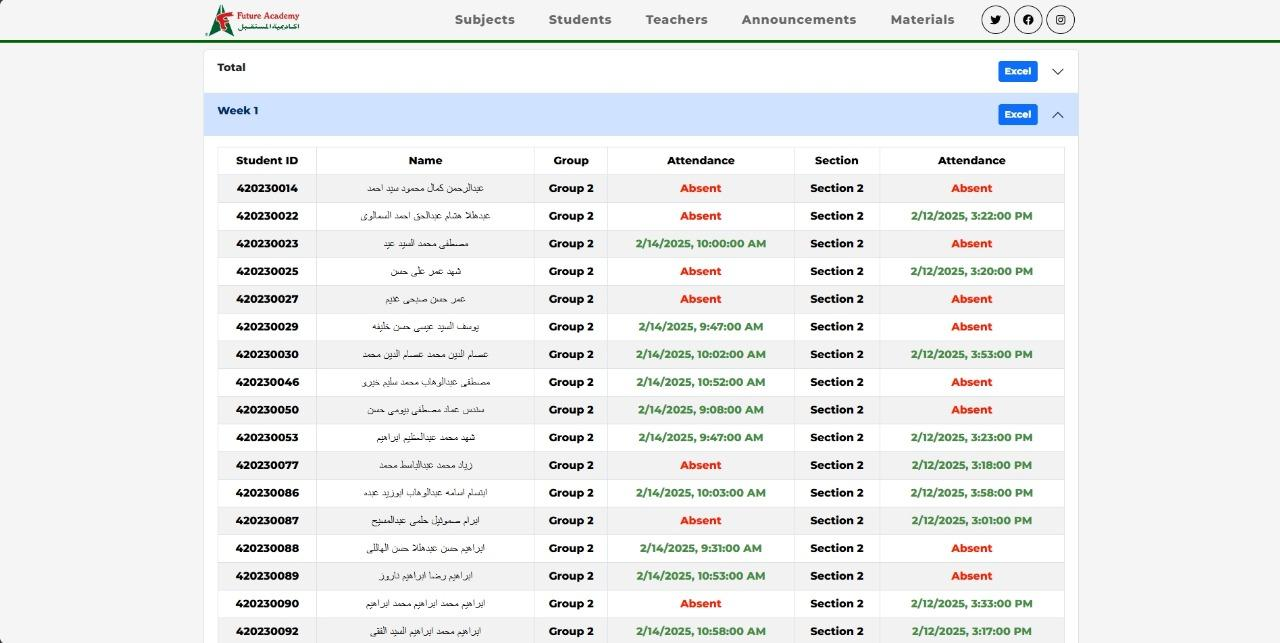 Future Academy
اكاديمية المستقبل
Subjects Students Teachers Announcements Materials
Total Excel
Week 1 Excel
Student ID Name Group Attendance Section Attendance
420230014 عبدالرحمن كمال محمود سيد احمد Group 2 Absent Section 2 Absent
420230022 عبدهللا هشام عبدالحق احمد السمالوى Group 2 Absent Section 2 2/12/2025, 3:22:00 PM
420230023 مصطفى محمد السيد عيد Group 2 2/14/2025, 10:00:00 AM Section 2 Absent
420230025 شهد عمر على حسن Group 2 Absent Section 2 2/12/2025, 3:20:00 PM
420230027 عمر حسن صبحى غنيم Group 2 Absent Section 2 Absent
420230029 يوسف السيد عيسى حسن خليفه Group 2 2/14/2025, 9:47:00 AM Section 2 Absent
420230030 عصام الدين محمد عصام الدين محمد Group 2 2/14/2025, 10:02:00 AM Section 2 2/12/2025, 3:53:00 PM
420230046 مصطفى عبدالوهاب محمد سليم خيرى Group 2 2/14/2025, 10:52:00 AM Section 2 Absent
420230050 سندس عماد مصطفى بيومى حسن Group 2 2/14/2025, 9:08:00 AM Section 2 Absent
420230053 شهد محمد عبدالعظيم ابراهيم Group 2 2/14/2025, 9:47:00 AM Section 2 2/12/2025, 3:23:00 PM
420230077 زياد محمد عبدالباسط محمد Group 2 Absent Section 2 2/12/2025, 3:18:00 PM
420230086 ابتسام اسامه عبدالوهاب ابوزيد عبده Group 2 2/14/2025, 10:03:00 AM Section 2 2/12/2025, 3:58:00 PM
420230087 ابرام صموئيل حلمى عبدالمسيح Group 2 Absent Section 2 2/12/2025, 3:01:00 PM
420230088 ابراهيم حسن عبدهللا حسن الهاللى Group 2 2/14/2025, 9:31:00 AM Section 2 Absent
420230089 ابراهيم رضا ابراهيم Group 2 2/14/2025, 10:53:00 AM Section 2 Absent
420230090 ابراهيم محمد ابراهيم محمد ابراهيم Group 2 Absent Section 2 2/12/2025, 3:33:00 PM
420230092 ابراهيم محمد ابراهيم السيد الفقى Group 2 2/14/2025, 10:58:00 AM Section 2 2/12/2025, 3:17:00 PM